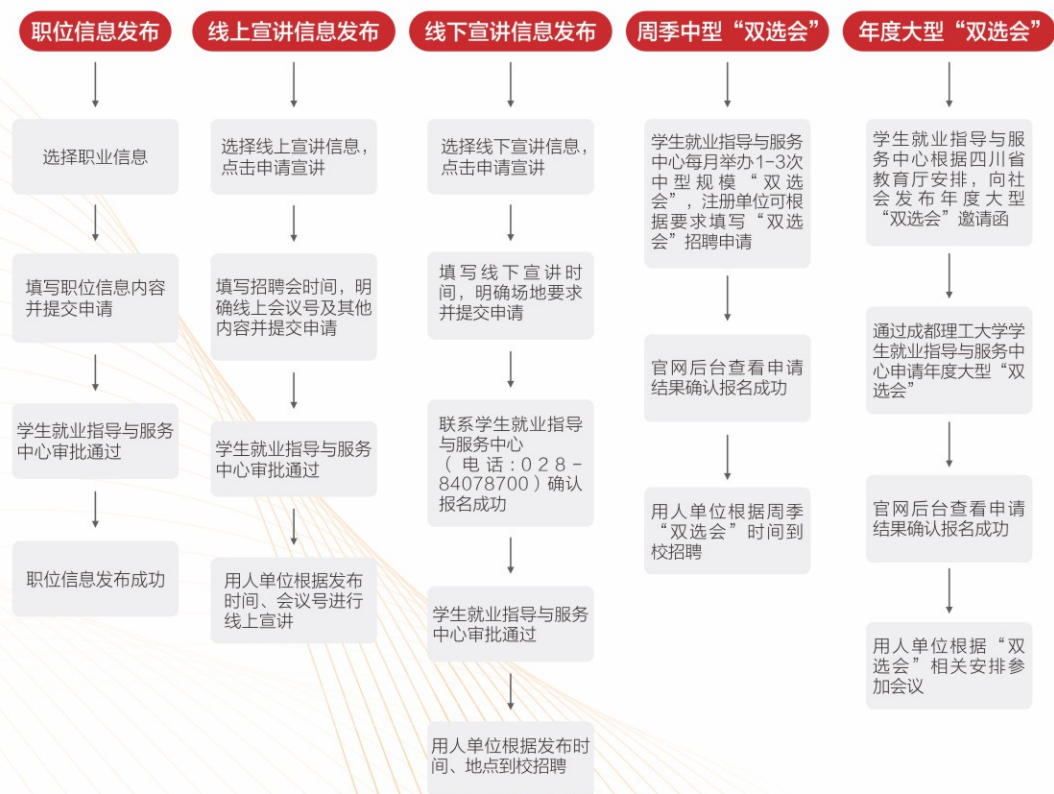 职位信息发布
选择职业信息
填写职位信息内容
并提交申请
学生就业指导与服务
中心审批通过
职位信息发布成功
线上宣讲信息发布
选择线上宣讲信息，
点击申请宣讲
填写招聘会时间，明
确线上会议号及其他
内容并提交申请
学生就业指导与服务
中心审批通过
用人单位根据发布
时间、会议号进行
线上宣讲
线下宣讲信息发布
选择线下宣讲信息，
点击申请宣讲
填写线下宣讲时
间，明确场地要求
并提交申请
联系学生就业指导
与服务中心
（电话:028-
84078700）确认
报名成功
学生就业指导与服务
中心审批通过
用人单位根据发布时
间、地点到校招聘
周季中型“双选会”
学生就业指导与服务
中心每月举办1-3次
中型规模“双选
会”，注册单位可根
据要求填写“双选
会”招聘申请
官网后台查看申请
结果确认报名成功
用人单位根据周季
“双选会”时间到
校招聘
年度大型“双选会”
学生就业指导与服
务中心根据四川省
教育厅安排，向社
会发布年度大型
“双选会”邀请函
通过成都理工大学学
生就业指导与服务中
心申请年度大型“双
选会”
官网后台查看申请
结果确认报名成功
用人单位根据“双
选会”相关安排参
加会议